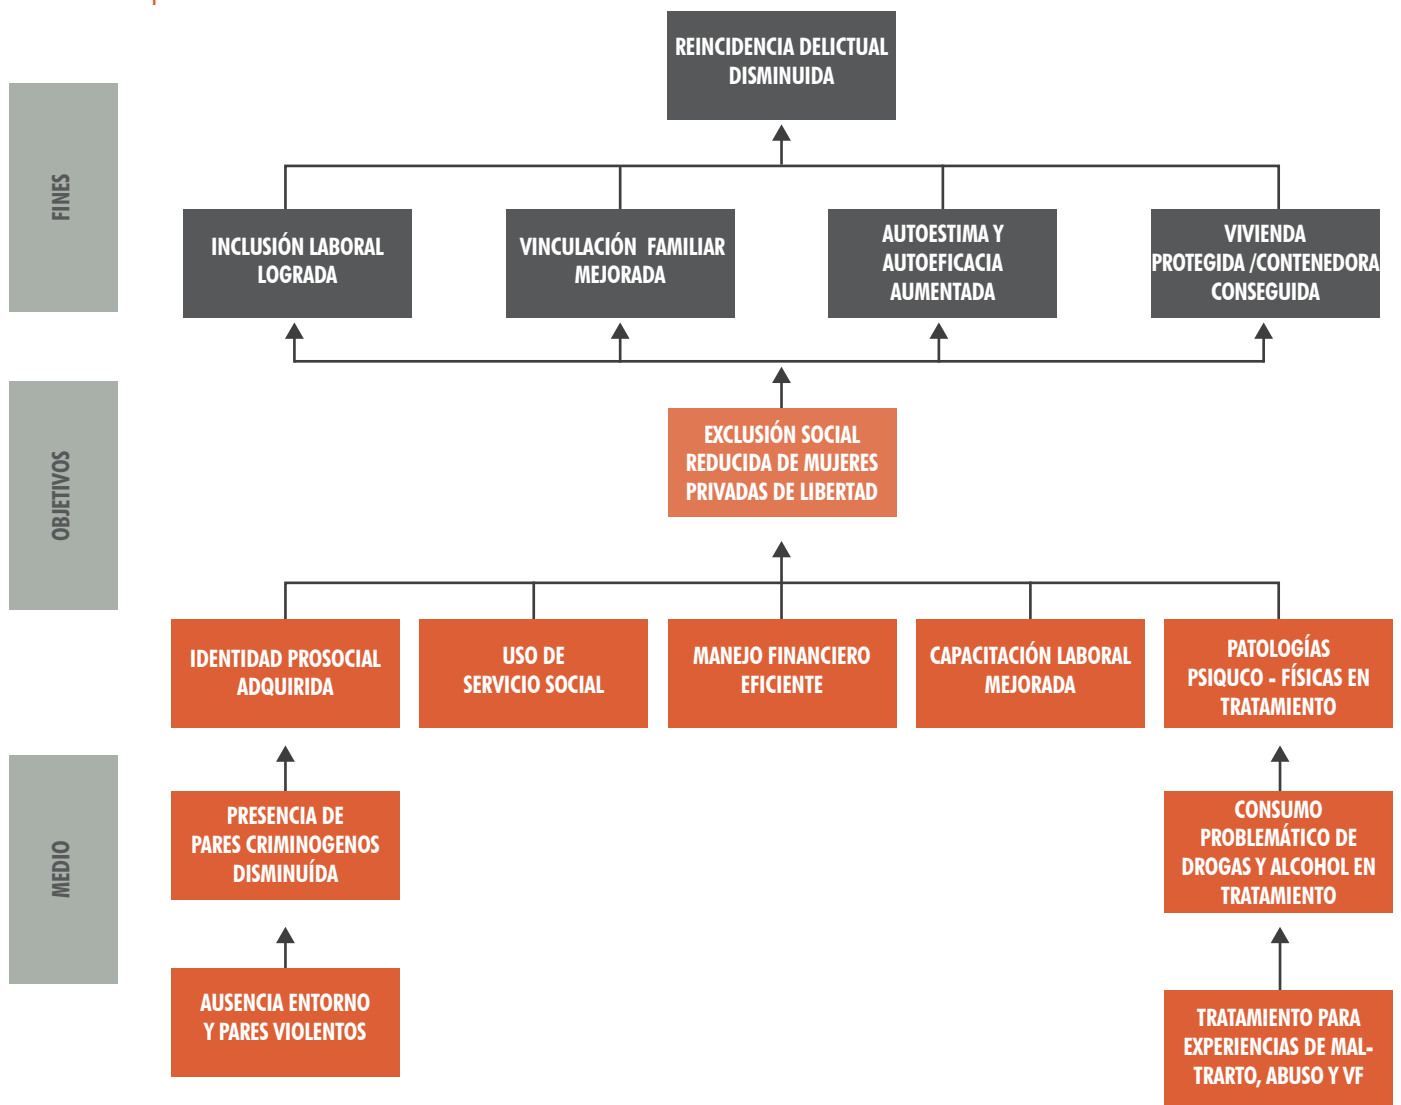 REINCIDENCIA DELICTUAL
DISMINUIDA
FINES
INCLUSIÓN LABORAL
LOGRADA
VINCULACIÓN FAMILIAR
MEJORADA
AUTOESTIMA Y
AUTOEFICACIA
AUMENTADA
VIVIENDA
PROTEGIDA /CONTENEDORA
CONSEGUIDA
OBJETIVOS
EXCLUSIÓN SOCIAL
REDUCIDA DE MUJERES
PRIVADAS DE LIBERTAD
IDENTIDAD PROSOCIAL
ADQUIRIDA
USO DE
SERVICIO SOCIAL
MANEJO FINANCIERO
EFICIENTE
CAPACITACIÓN LABORAL
MEJORADA
PATOLOGÍAS
PSIQUCO - FÍSICAS EN
TRATAMIENTO
MEDIO
PRESENCIA DE
PARES CRIMINOGENOS
DISMINUÍDA
CONSUMO
PROBLEMÁTICO DE
DROGAS Y ALCOHOL EN
TRATAMIENTO
AUSENCIA ENTORNO
Y PARES VIOLENTOS
TRATAMIENTO PARA
EXPERIENCIAS DE MAL-
TRARTO, ABUSO Y VF